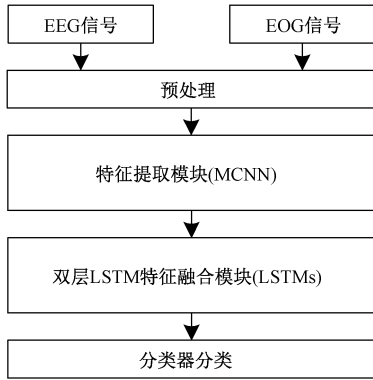 EEG信号
EOG信号
预处理
特征提取模块(MCNN)
双层LSTM特征融合模块(LSTMs)
分类器分类